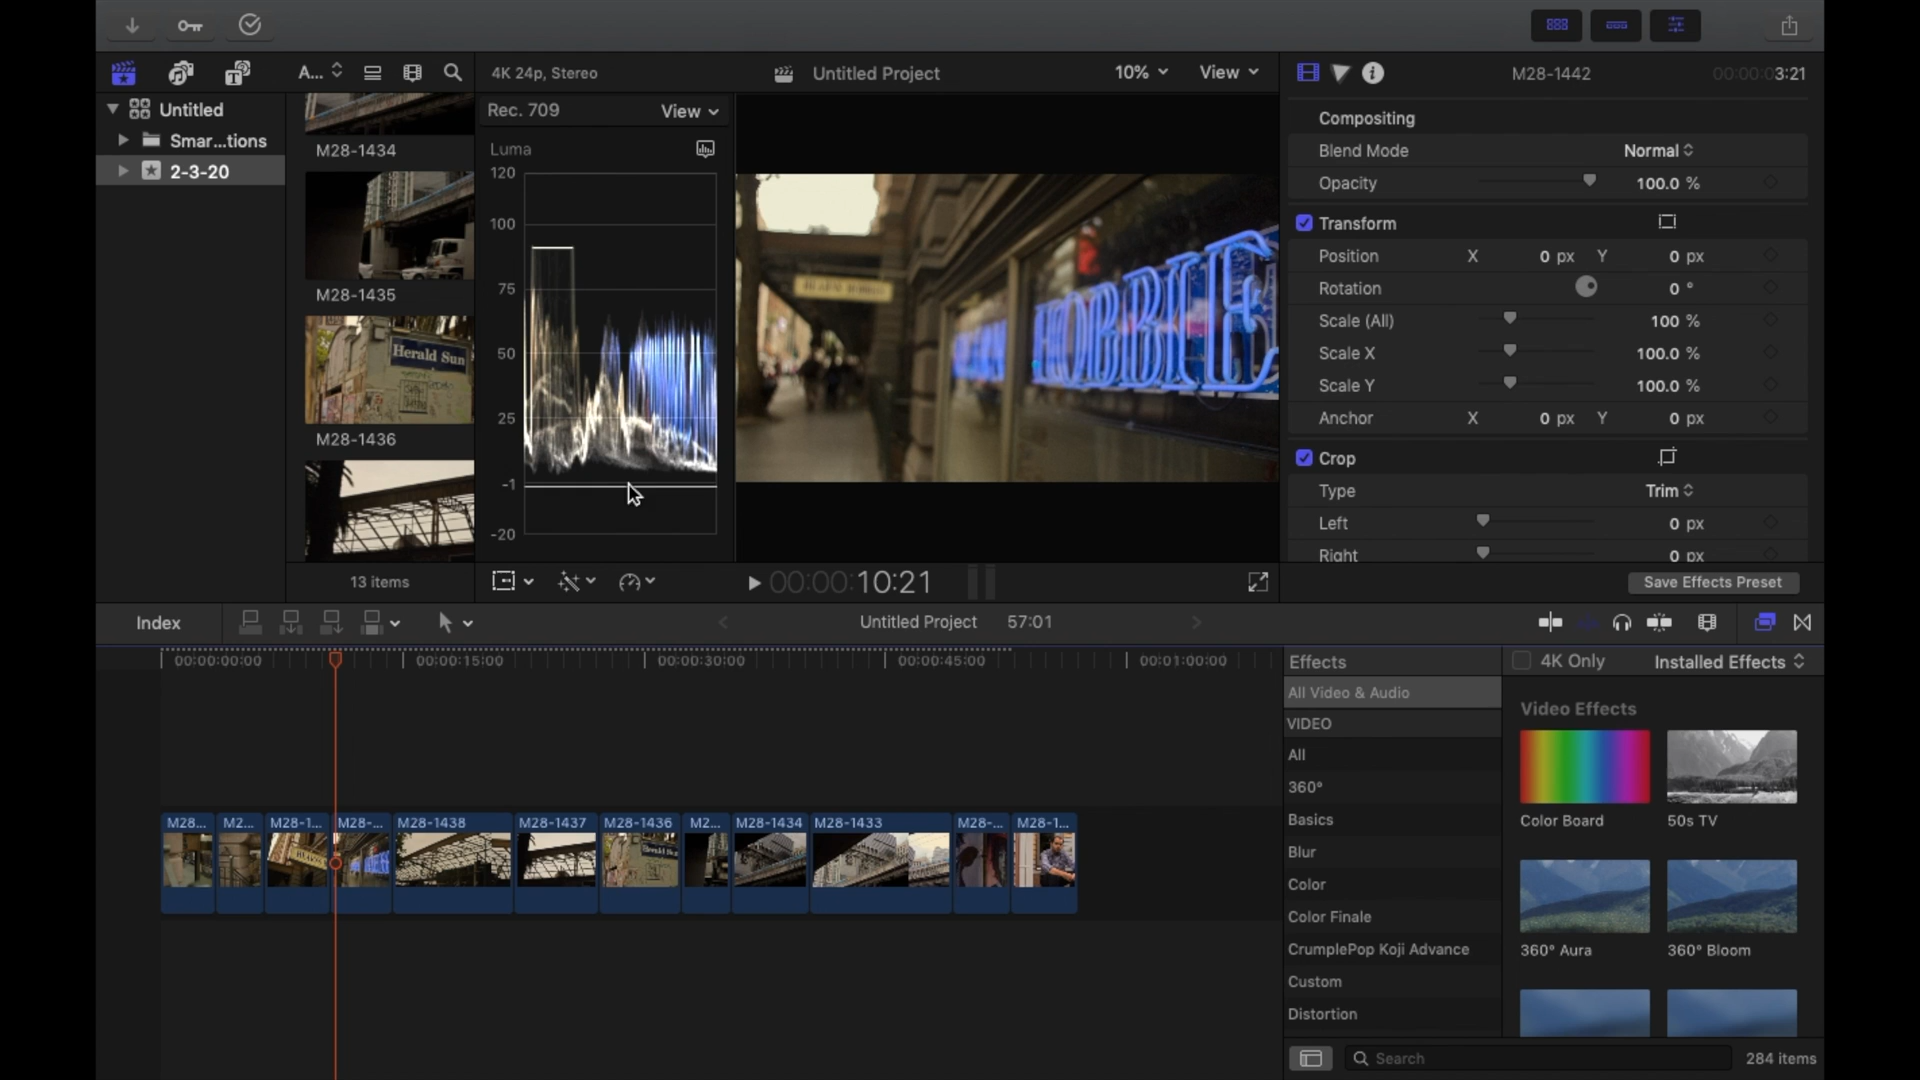 A...
4K 24p, Stereo
Untitled Project
10%
View
M28-1442
00:00:03:21
Untitled
Smar...tions
2-3-20
M28-1434
M28-1435
Herald Sun
M28-1436
13 items
Rec. 709
View
Luma
120
100
75
50
25
-1
-20
00:00:10:21
Compositing
Blend Mode
Normal
Opacity
100.0 %
Transform
Position X 0 px Y 0 px
Rotation 0 °
Scale (All) 100 %
Scale X 100.0 %
Scale Y 100.0 %
Anchor X 0 px Y 0 px
Crop
Type Trim
Left 0 px
Right 0 px
Save Effects Preset
Index
Untitled Project
57:01
00:00:00:00
00:00:15:00
00:00:30:00
00:00:45:00
00:01:00:00
M28...
M2...
M28-1...
M28-...
M28-1438
M28-1437
M28-1436
M2...
M28-1434
M28-1433
M28-...
M28-1...
Effects
4K Only
Installed Effects
All Video & Audio
VIDEO
All
360°
Basics
Blur
Color
Color Finale
CrumplePop Koji Advance
Custom
Distortion
Video Effects
Color Board
50s TV
360° Aura
360° Bloom
Search
284 items